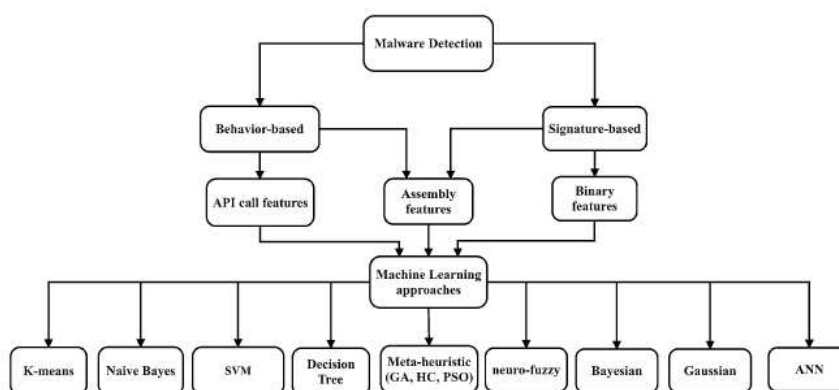 Malware Detection
Behavior-based
Signature-based
API call features
Assembly
features
Binary
features
Machine Learning
approaches
K-means
Naive Bayes
SVM
Decision
Tree
Meta-heuristic
(GA, HC, PSO)
neuro-fuzzy
Bayesian
Gaussian
ANN